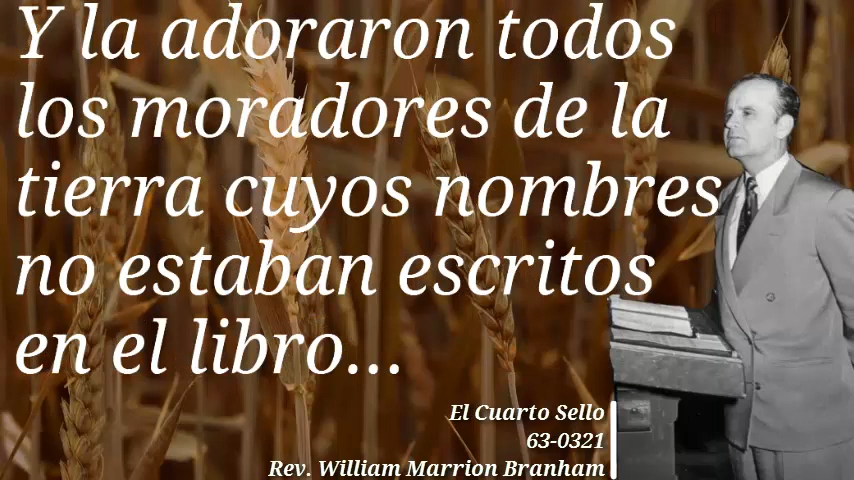 Y la adoraron todos
los moradores de la
tierra cuyos nombres
no estaban escritos
en el libro...
El Cuarto Sello
63-0321
Rev. William Marrion Branham